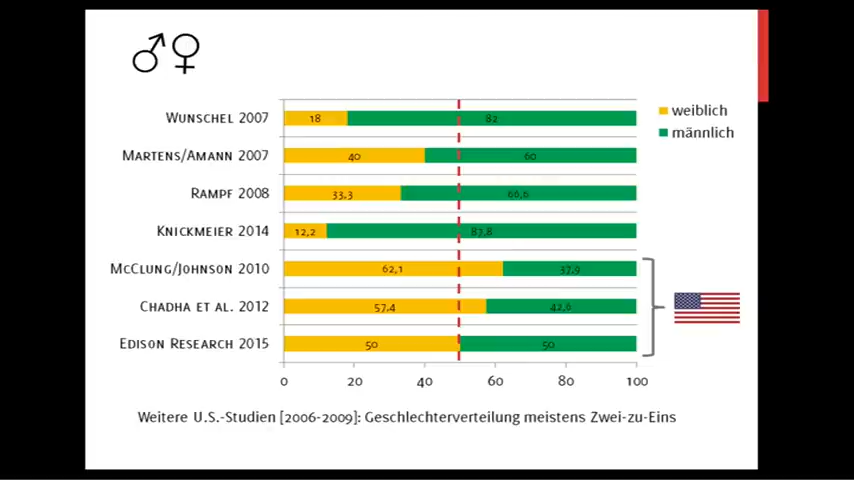 ♂♀
weiblich
männlich
Wunschel 2007 18 82
Martens/Amann 2007 40 60
Rampf 2008 33,3 66,6
Knickmeier 2014 12,2 87,8
McClung/Johnson 2010 62,1 37,9
Chadha et al. 2012 57,4 42,6
Edison Research 2015 50 50
0 20 40 60 80 100
Weitere U.S.-Studien [2006-2009]: Geschlechterverteilung meistens Zwei-zu-Eins